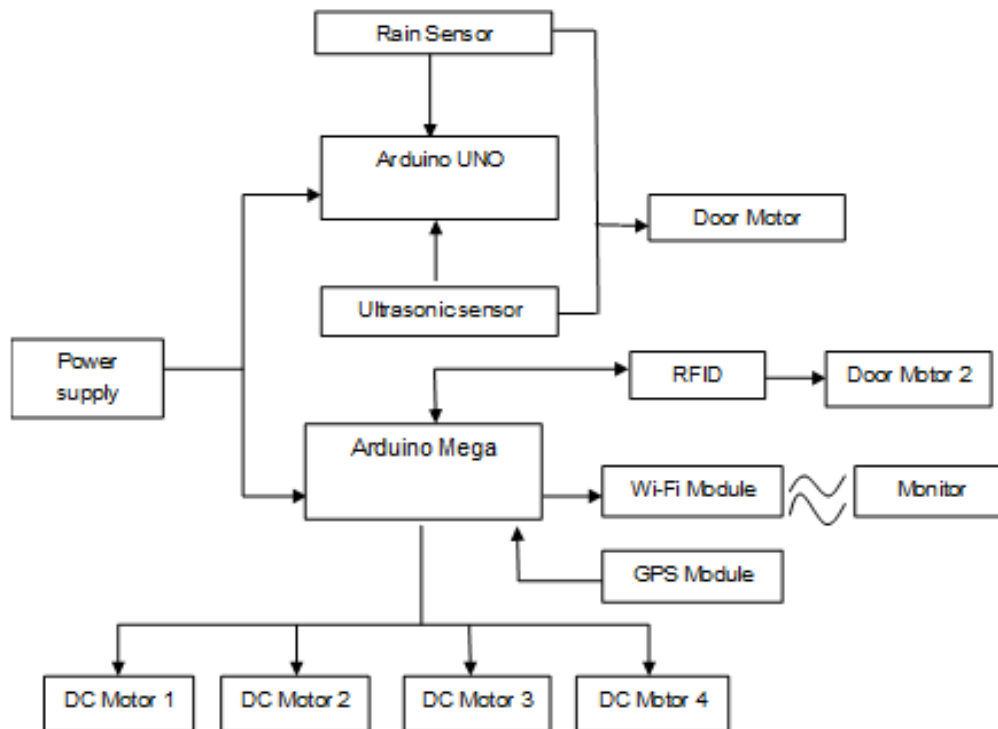 Rain Sensor
Arduino UNO
Door Motor
Ultrasonic sensor
Power
supply
RFID
Door Motor 2
Arduino Mega
Wi-Fi Module
Monitor
GPS Module
DC Motor 1
DC Motor 2
DC Motor 3
DC Motor 4